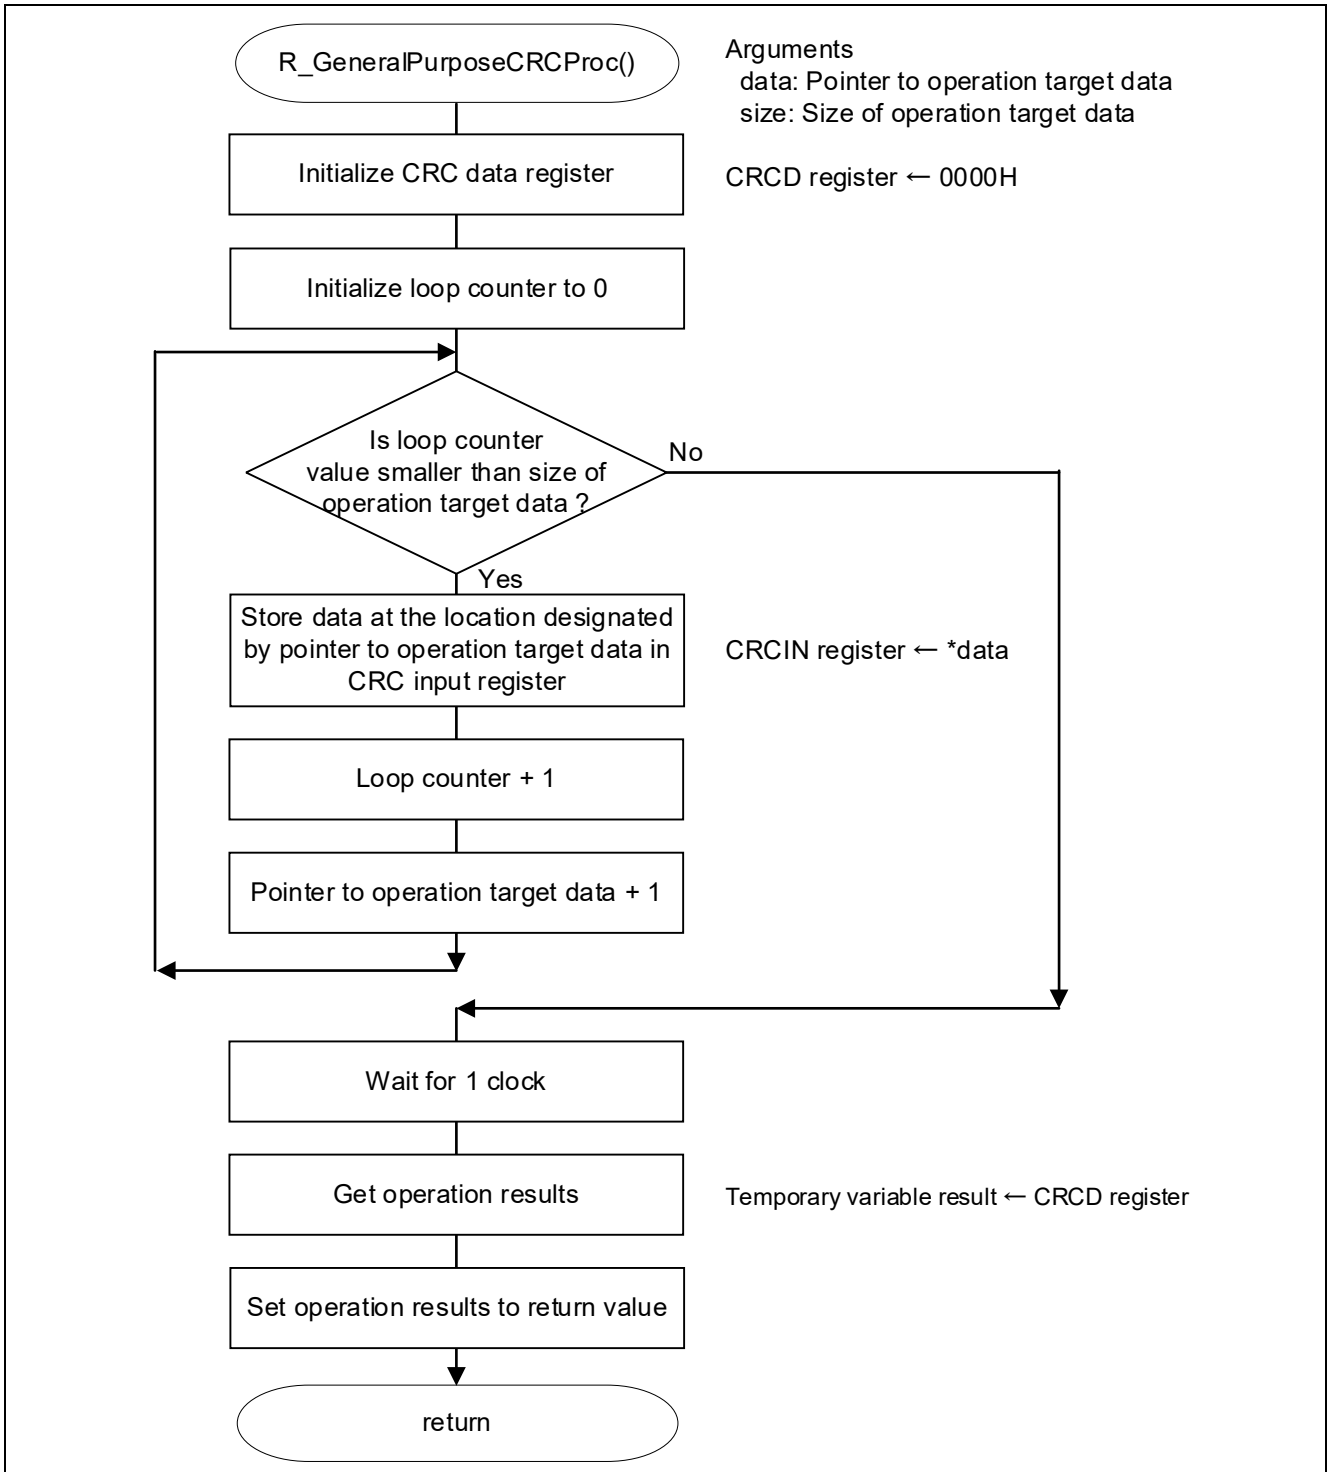 R_GeneralPurposeCRCProc()
Arguments
data: Pointer to operation target data
size: Size of operation target data
Initialize CRC data register
CRCD register ← 0000H
Initialize loop counter to 0
Is loop counter
value smaller than size of
operation target data ?
No
Yes
Store data at the location designated
by pointer to operation target data in
CRC input register
CRCIN register ← *data
Loop counter + 1
Pointer to operation target data + 1
Wait for 1 clock
Get operation results
Temporary variable result ← CRCD register
Set operation results to return value
return